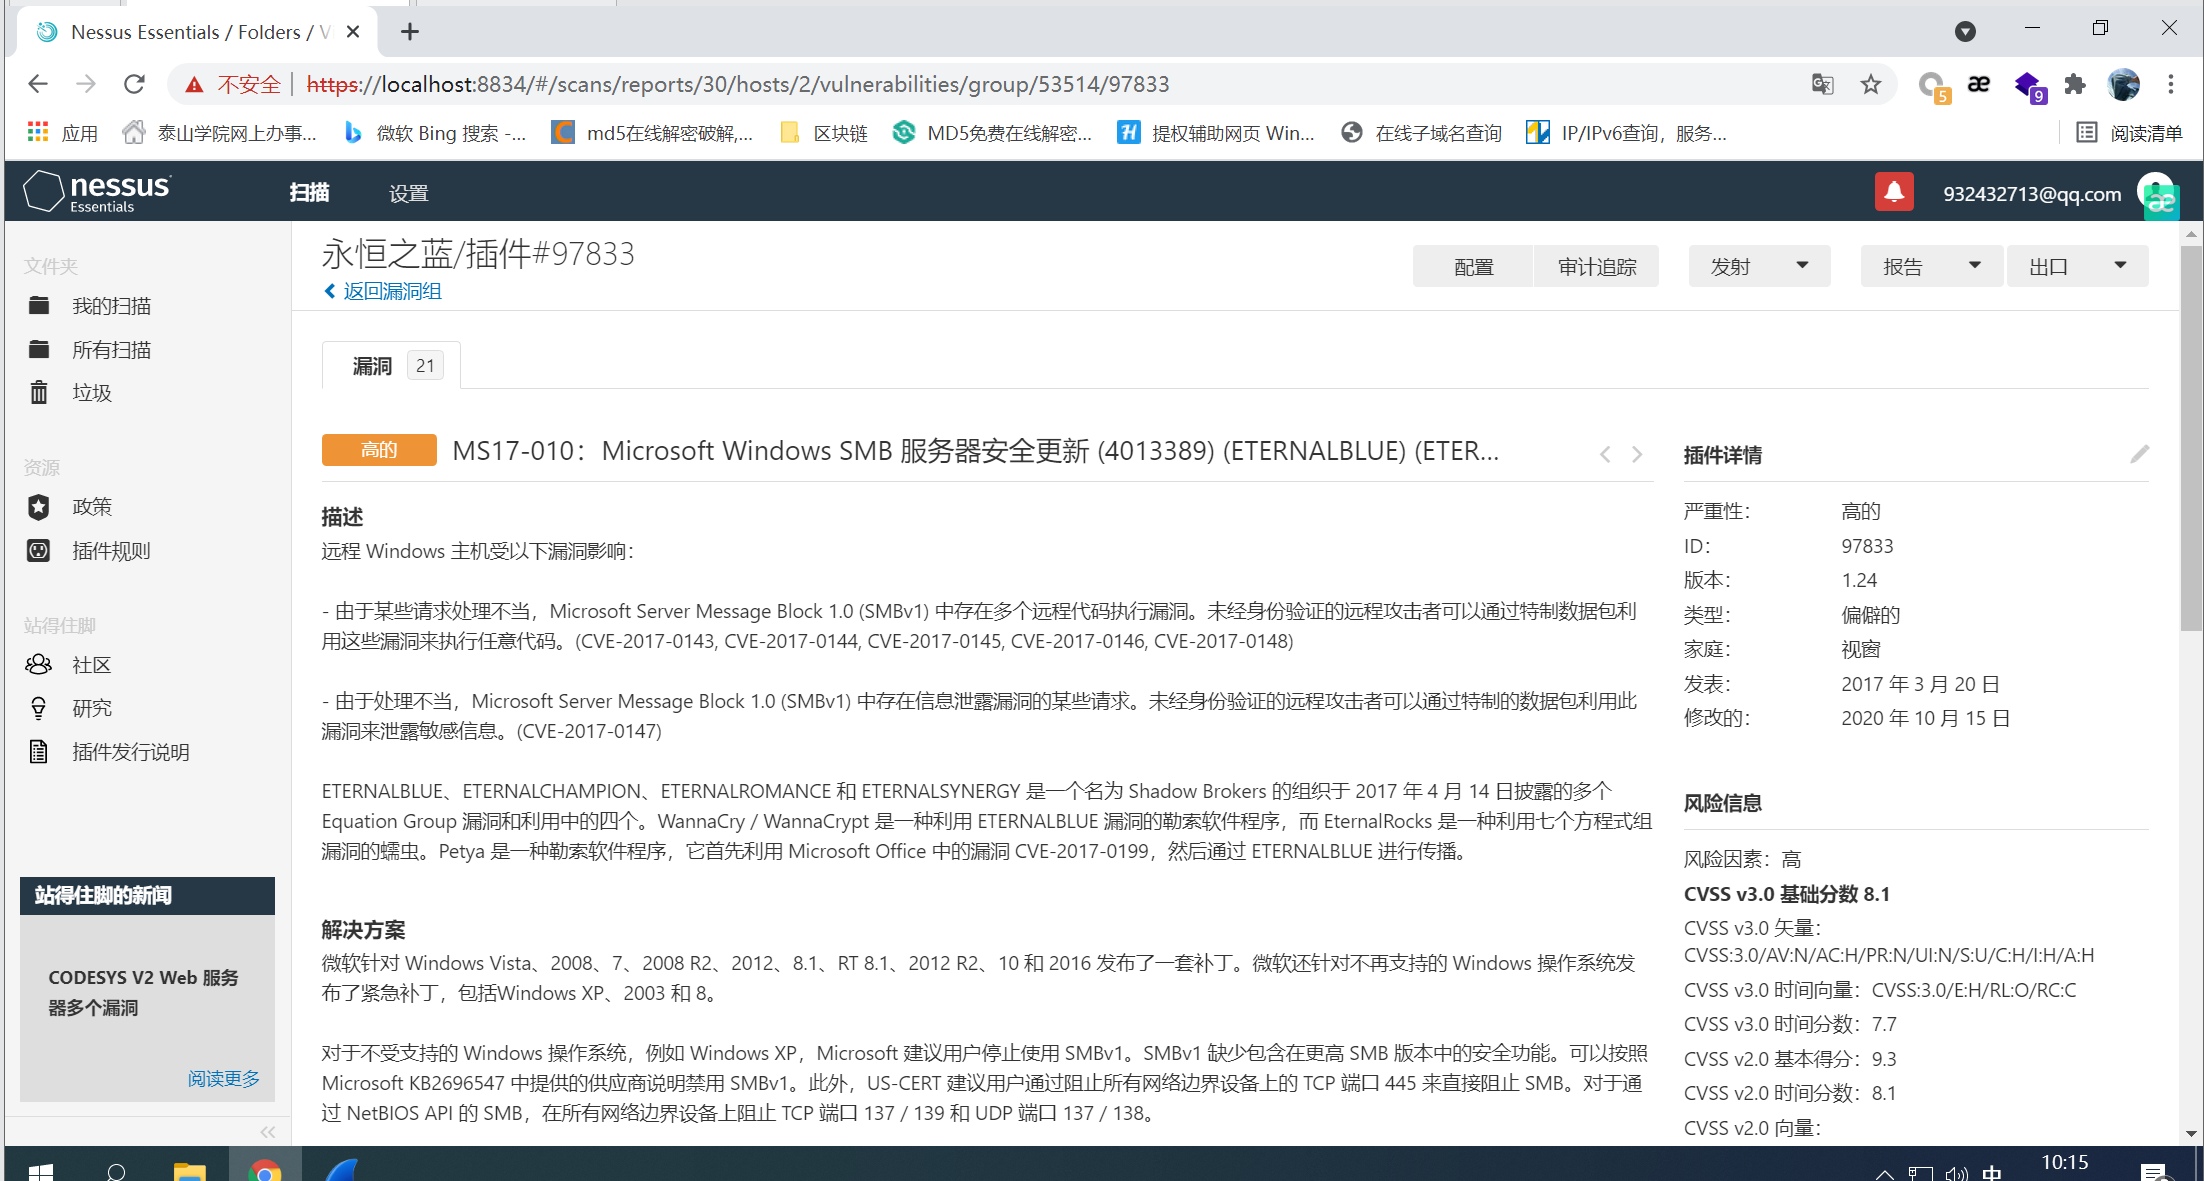 Nessus Essentials / Folders / V
不安全
https://localhost:8834/#/scans/reports/30/hosts/2/vulnerabilities/group/53514/97833
5
æ
9
应用
泰山学院网上办事...
微软 Bing 搜索 -...
md5在线解密破解,...
区块链
MD5免费在线解密...
提权辅助网页 Win...
在线子域名查询
IP/IPv6查询，服务...
阅读清单
nessus
Essentials
扫描
设置
932432713@qq.com
æ
文件夹
我的扫描
所有扫描
垃圾
资源
政策
插件规则
站得住脚
社区
研究
插件发行说明
站得住脚的新闻
CODESYS V2 Web 服务
器多个漏洞
阅读更多
永恒之蓝/插件#97833
返回漏洞组
配置
审计追踪
发射
报告
出口
漏洞 21
高的
MS17-010：Microsoft Windows SMB 服务器安全更新 (4013389) (ETERNALBLUE) (ETER...
描述
远程 Windows 主机受以下漏洞影响：
- 由于某些请求处理不当，Microsoft Server Message Block 1.0 (SMBv1) 中存在多个远程代码执行漏洞。未经身份验证的远程攻击者可以通过特制数据包利
用这些漏洞来执行任意代码。(CVE-2017-0143, CVE-2017-0144, CVE-2017-0145, CVE-2017-0146, CVE-2017-0148)
- 由于处理不当，Microsoft Server Message Block 1.0 (SMBv1) 中存在信息泄露漏洞的某些请求。未经身份验证的远程攻击者可以通过特制的数据包利用此
漏洞来泄露敏感信息。(CVE-2017-0147)
ETERNALBLUE、ETERNALCHAMPION、ETERNALROMANCE 和 ETERNALSYNERGY 是一个名为 Shadow Brokers 的组织于 2017 年 4 月 14 日披露的多个
Equation Group 漏洞和利用中的四个。WannaCry / WannaCrypt 是一种利用 ETERNALBLUE 漏洞的勒索软件程序，而 EternalRocks 是一种利用七个方程式组
漏洞的蠕虫。Petya 是一种勒索软件程序，它首先利用 Microsoft Office 中的漏洞 CVE-2017-0199，然后通过 ETERNALBLUE 进行传播。
解决方案
微软针对 Windows Vista、2008、7、2008 R2、2012、8.1、RT 8.1、2012 R2、10 和 2016 发布了一套补丁。微软还针对不再支持的 Windows 操作系统发
布了紧急补丁，包括Windows XP、2003 和 8。
对于不受支持的 Windows 操作系统，例如 Windows XP，Microsoft 建议用户停止使用 SMBv1。SMBv1 缺少包含在更高 SMB 版本中的安全功能。可以按照
Microsoft KB2696547 中提供的供应商说明禁用 SMBv1。此外，US-CERT 建议用户通过阻止所有网络边界设备上的 TCP 端口 445 来直接阻止 SMB。对于通
过 NetBIOS API 的 SMB，在所有网络边界设备上阻止 TCP 端口 137 / 139 和 UDP 端口 137 / 138。
插件详情
严重性： 高的
ID： 97833
版本： 1.24
类型： 偏僻的
家庭： 视窗
发表： 2017 年 3 月 20 日
修改的： 2020 年 10 月 15 日
风险信息
风险因素：高
CVSS v3.0 基础分数 8.1
CVSS v3.0 矢量：
CVSS:3.0/AV:N/AC:H/PR:N/UI:N/S:U/C:H/I:H/A:H
CVSS v3.0 时间向量：CVSS:3.0/E:H/RL:O/RC:C
CVSS v3.0 时间分数：7.7
CVSS v2.0 基本得分：9.3
CVSS v2.0 时间分数：8.1
CVSS v2.0 向量：
中
10:15